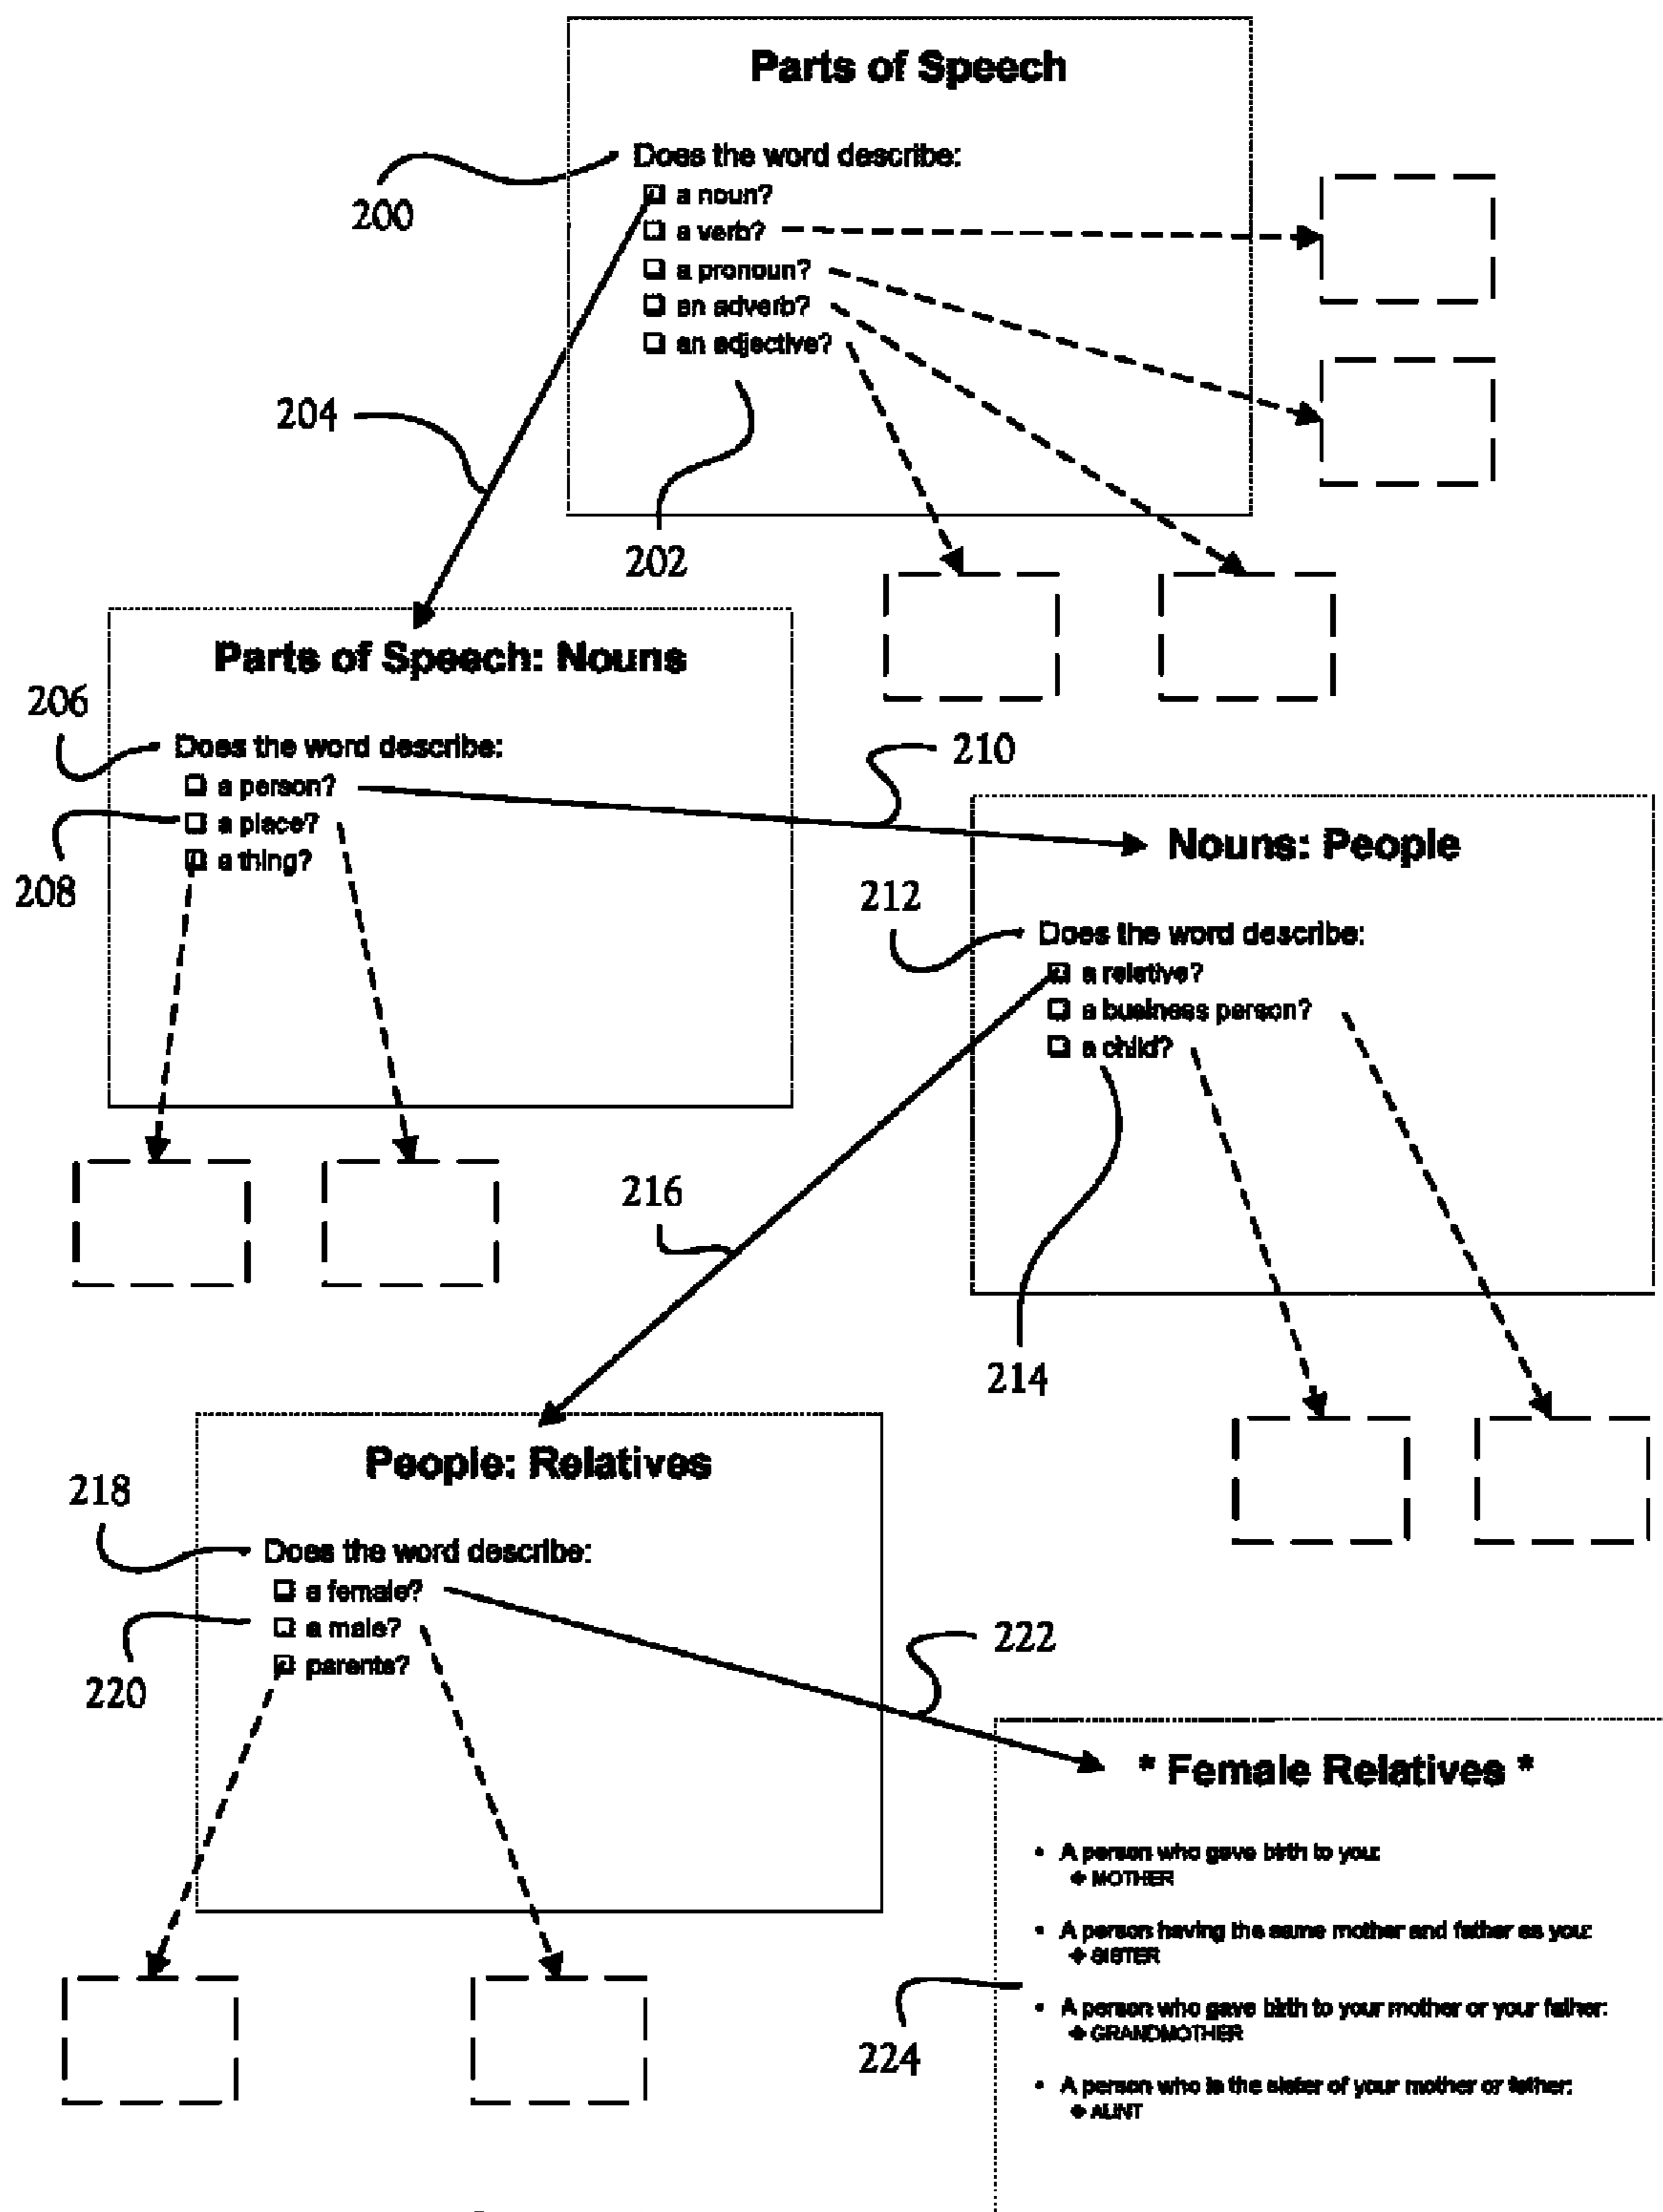 Parts of Speech
Does the word describe:
200
❑ a noun?
❑ a verb?
❑ a pronoun?
❑ an adverb?
❑ an adjective?
204
202
Parts of Speech: Nouns
206
Does the word describe:
❑ a person?
❑ a place?
❑ a thing?
208
210
Nouns: People
212
Does the word describe:
❑ a relative?
❑ a business person?
❑ a child?
216
214
People: Relatives
218
Does the word describe:
❑ a female?
❑ a male?
❑ parents?
220
222
* Female Relatives *
• A person who gave birth to you:
❖ MOTHER
• A person having the same mother and father as you:
❖ SISTER
• A person who gave birth to your mother or your father:
❖ GRANDMOTHER
224
• A person who is the sister of your mother or father:
❖ AUNT